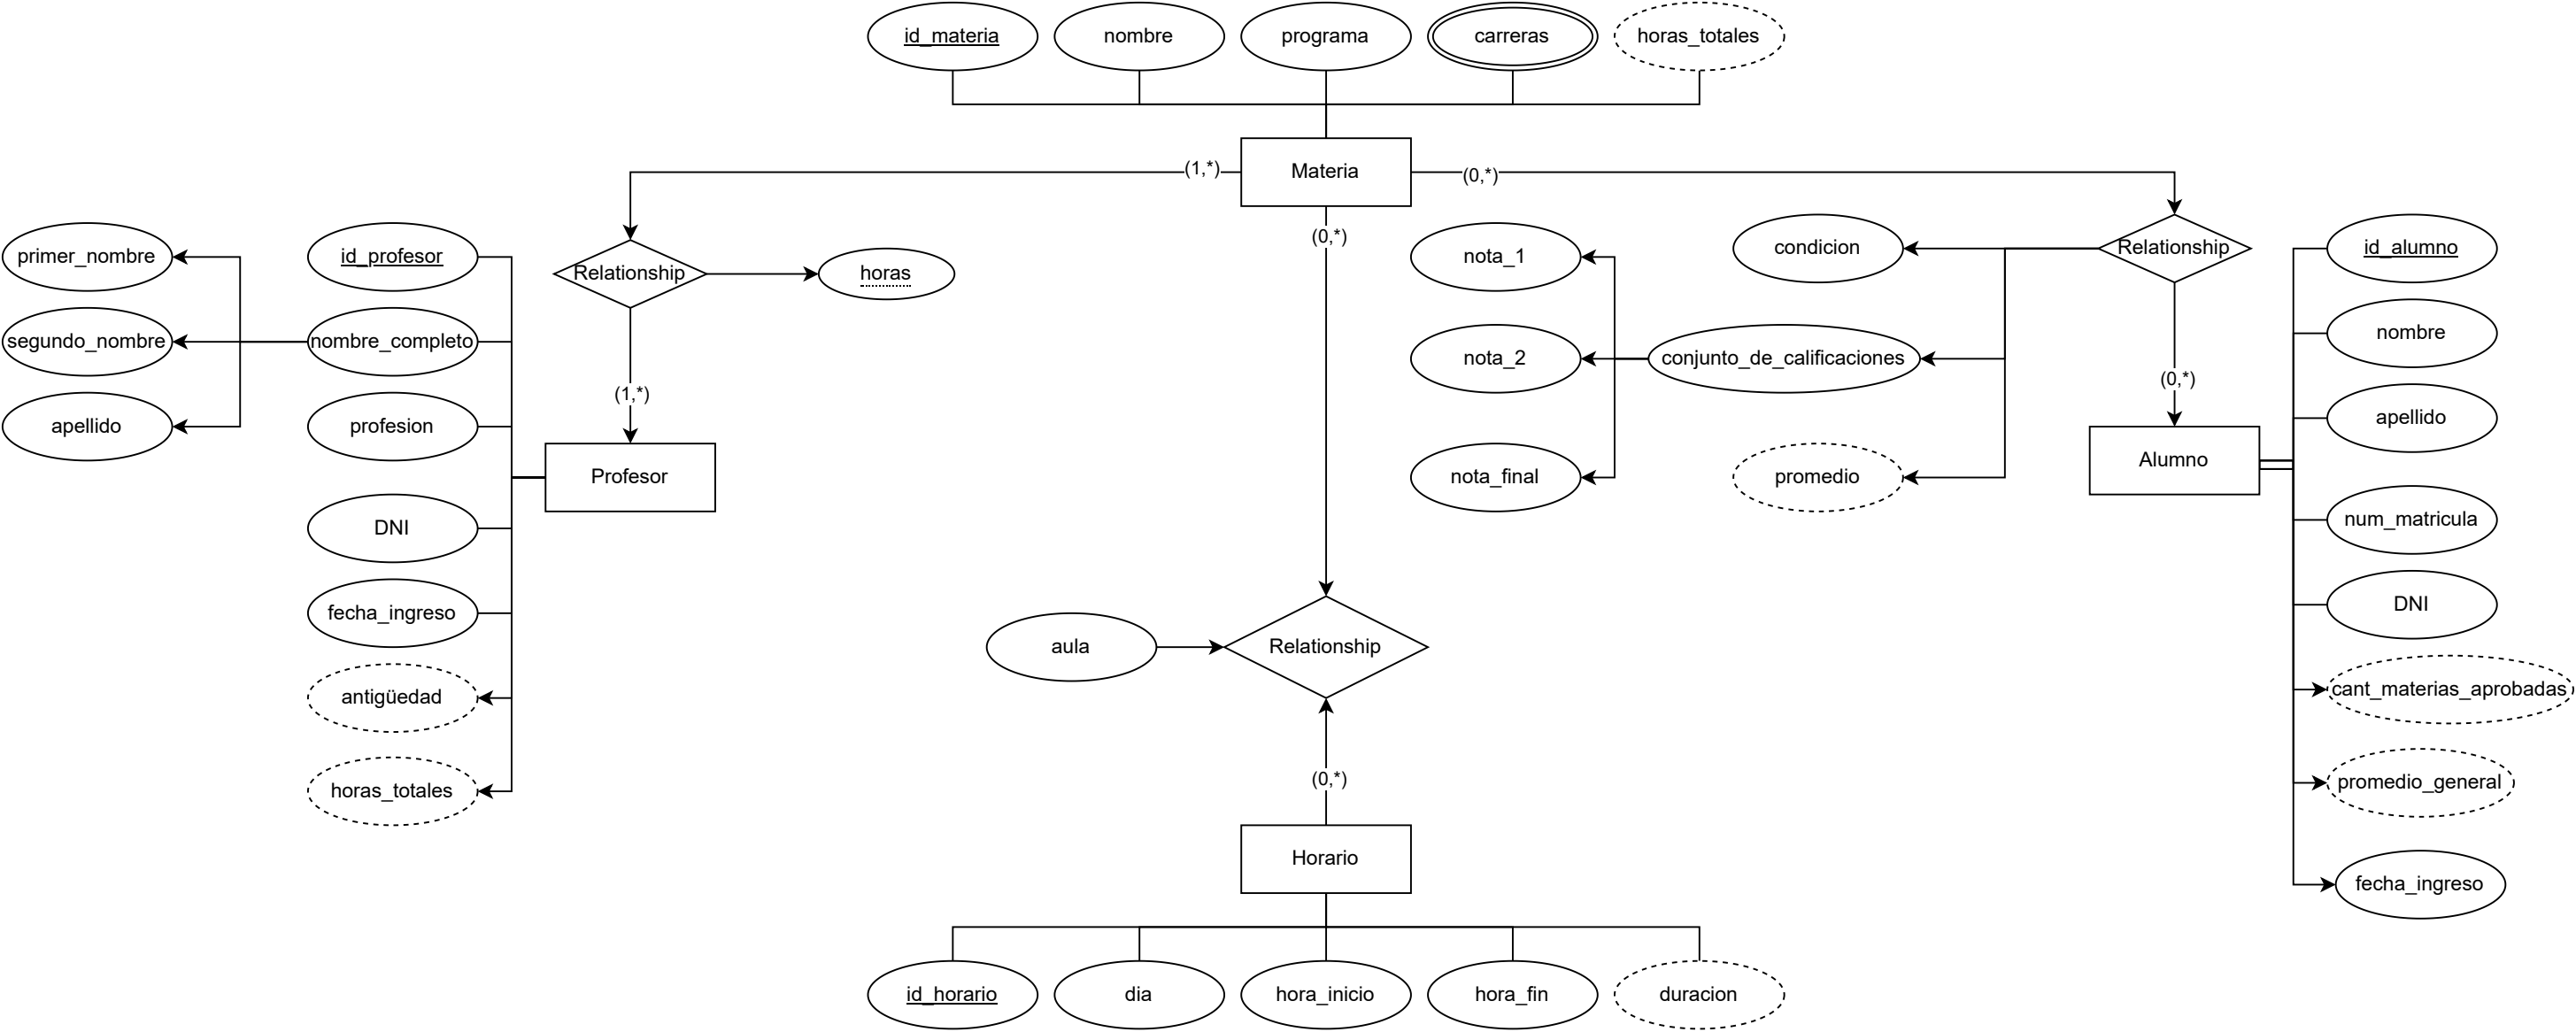 id_materia
nombre
programa
carreras
horas_totales
(1,*)
Materia
(0,*)
(0,*)
primer_nombre
segundo_nombre
apellido
id_profesor
nombre_completo
profesion
DNI
fecha_ingreso
antigüedad
horas_totales
Relationship
horas
(1,*)
Profesor
nota_1
nota_2
nota_final
condicion
conjunto_de_calificaciones
promedio
Relationship
(0,*)
Alumno
id_alumno
nombre
apellido
num_matricula
DNI
cant_materias_aprobadas
promedio_general
fecha_ingreso
aula
Relationship
(0,*)
Horario
id_horario
dia
hora_inicio
hora_fin
duracion